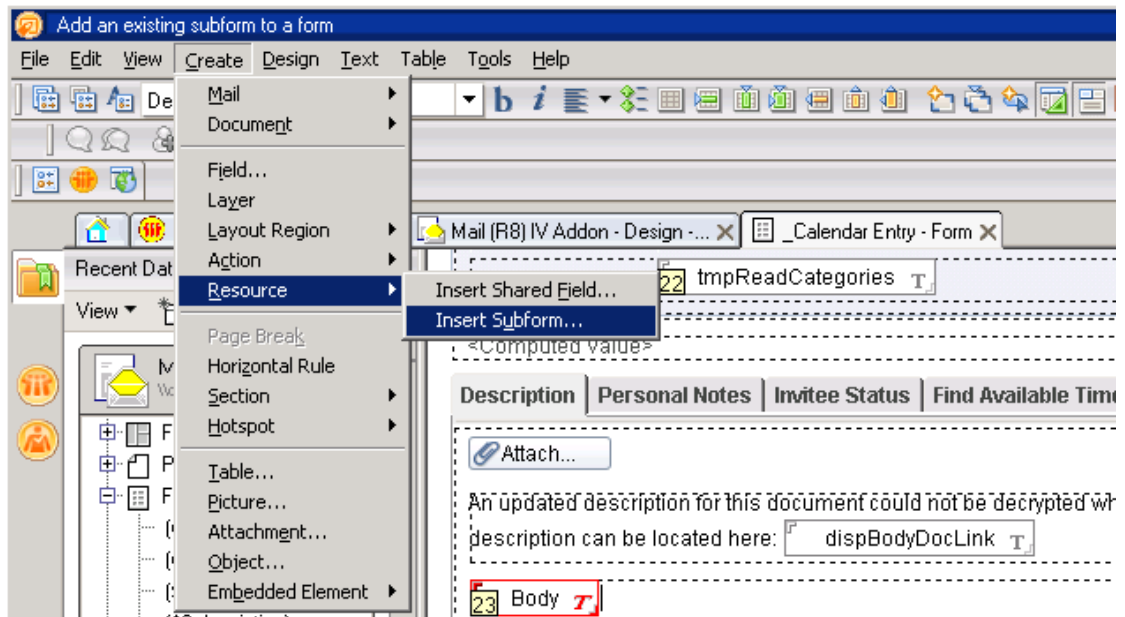 Add an existing subform to a form
File Edit View Create Design Text Table Tools Help
De
b i
Mail
Document
Field...
Layer
Layout Region
Action
Resource
Page Break
Horizontal Rule
Section
Hotspot
Table...
Picture...
Attachment...
Object...
Embedded Element
Insert Shared Field...
Insert Subform...
Mail (R8) IV Addon - Design -... _Calendar Entry - Form
Recent Dat
View
M
F
P
F
22 tmpReadCategories T
<Computed Value>
Description Personal Notes Invitee Status Find Available Time
Attach...
An updated description for this document could not be decrypted wh
description can be located here: dispBodyDocLink T
23 Body T